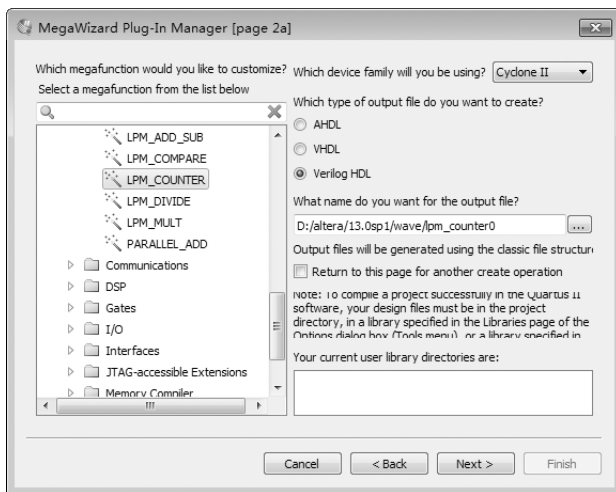 MegaWizard Plug-In Manager [page 2a]
Which megafunction would you like to customize?
Select a megafunction from the list below
LPM_ADD_SUB
LPM_COMPARE
LPM_COUNTER
LPM_DIVIDE
LPM_MULT
PARALLEL_ADD
Communications
DSP
Gates
I/O
Interfaces
JTAG-accessible Extensions
Memory Compiler
Which device family will you be using?
Cyclone II
Which type of output file do you want to create?
AHDL
VHDL
Verilog HDL
What name do you want for the output file?
D:/altera/13.0sp1/wave/lpm_counter0
...
Output files will be generated using the classic file structure
Return to this page for another create operation
Note: To compile a project successfully in the Quartus II
software, your design files must be in the project
directory, in a library specified in the Libraries page of the
Options dialog box (Tools menu), or a library specified in
Your current user library directories are:
Cancel
< Back
Next >
Finish